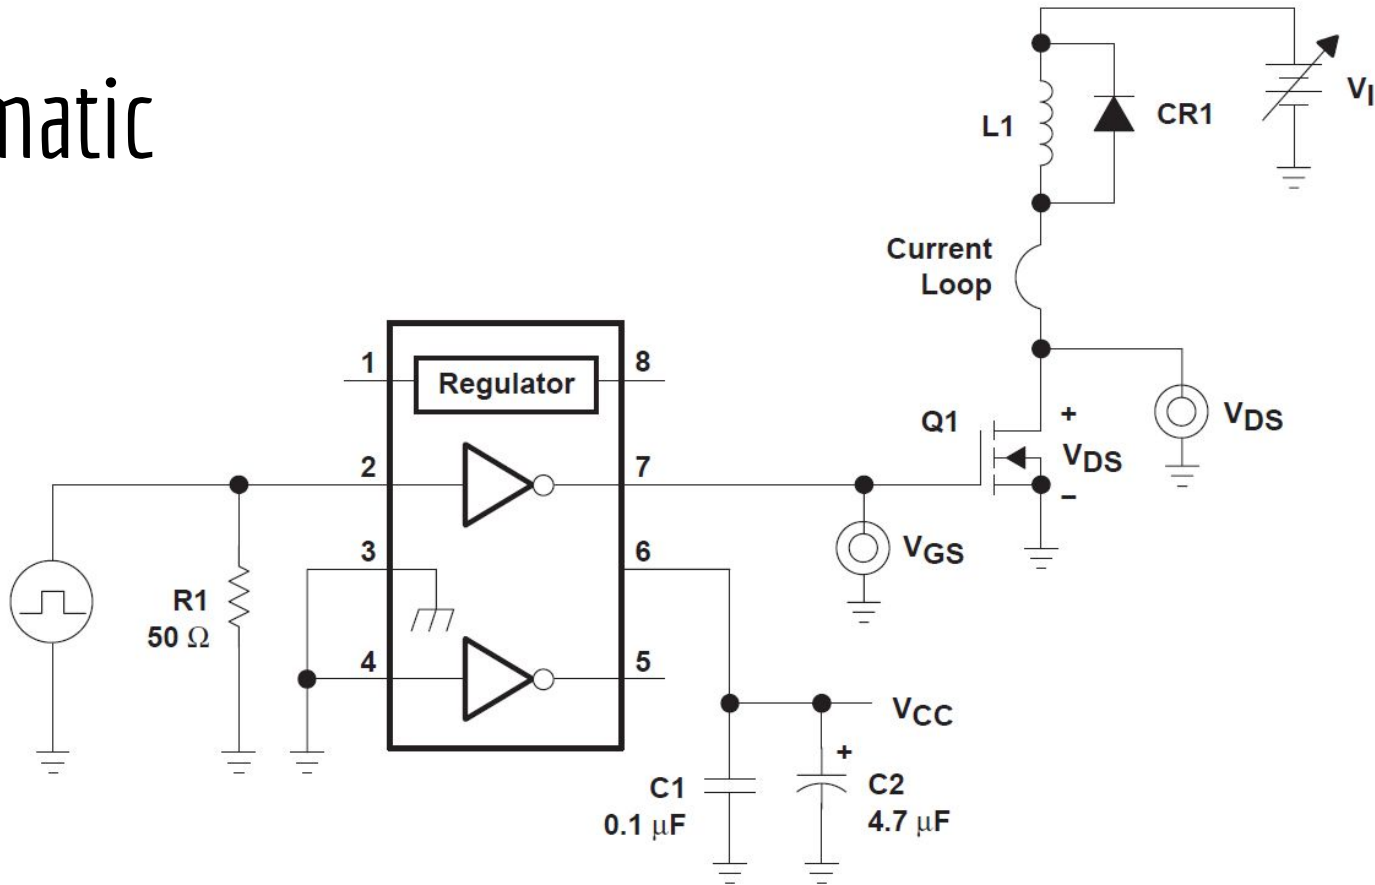 matic
L1
CR1
VI
Current
Loop
1
Regulator
8
Q1
+
VDS
−
VDS
2
7
VGS
3
6
R1
50 Ω
4
5
VCC
+
C1
0.1 μF
C2
4.7 μF